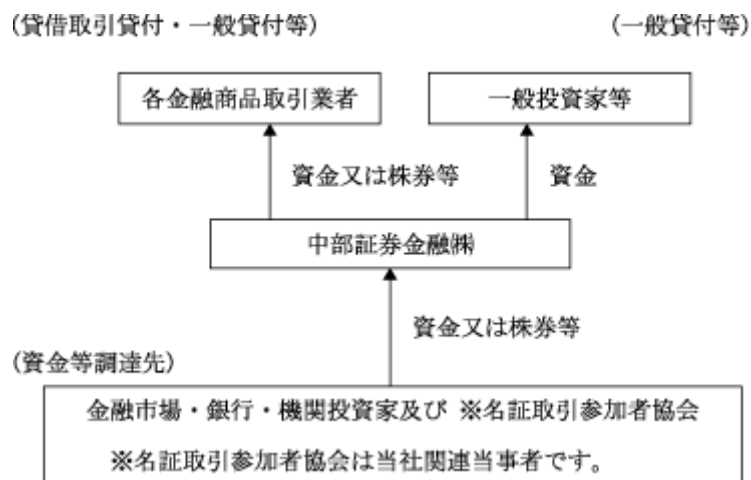 (貸借取引貸付・一般貸付等) (一般貸付等)
各金融商品取引業者 一般投資家等
資金又は株券等 資金
中部証券金融㈱
資金又は株券等
(資金等調達先)
金融市場・銀行・機関投資家及び ※名証取引参加者協会
※名証取引参加者協会は当社関連当事者です。